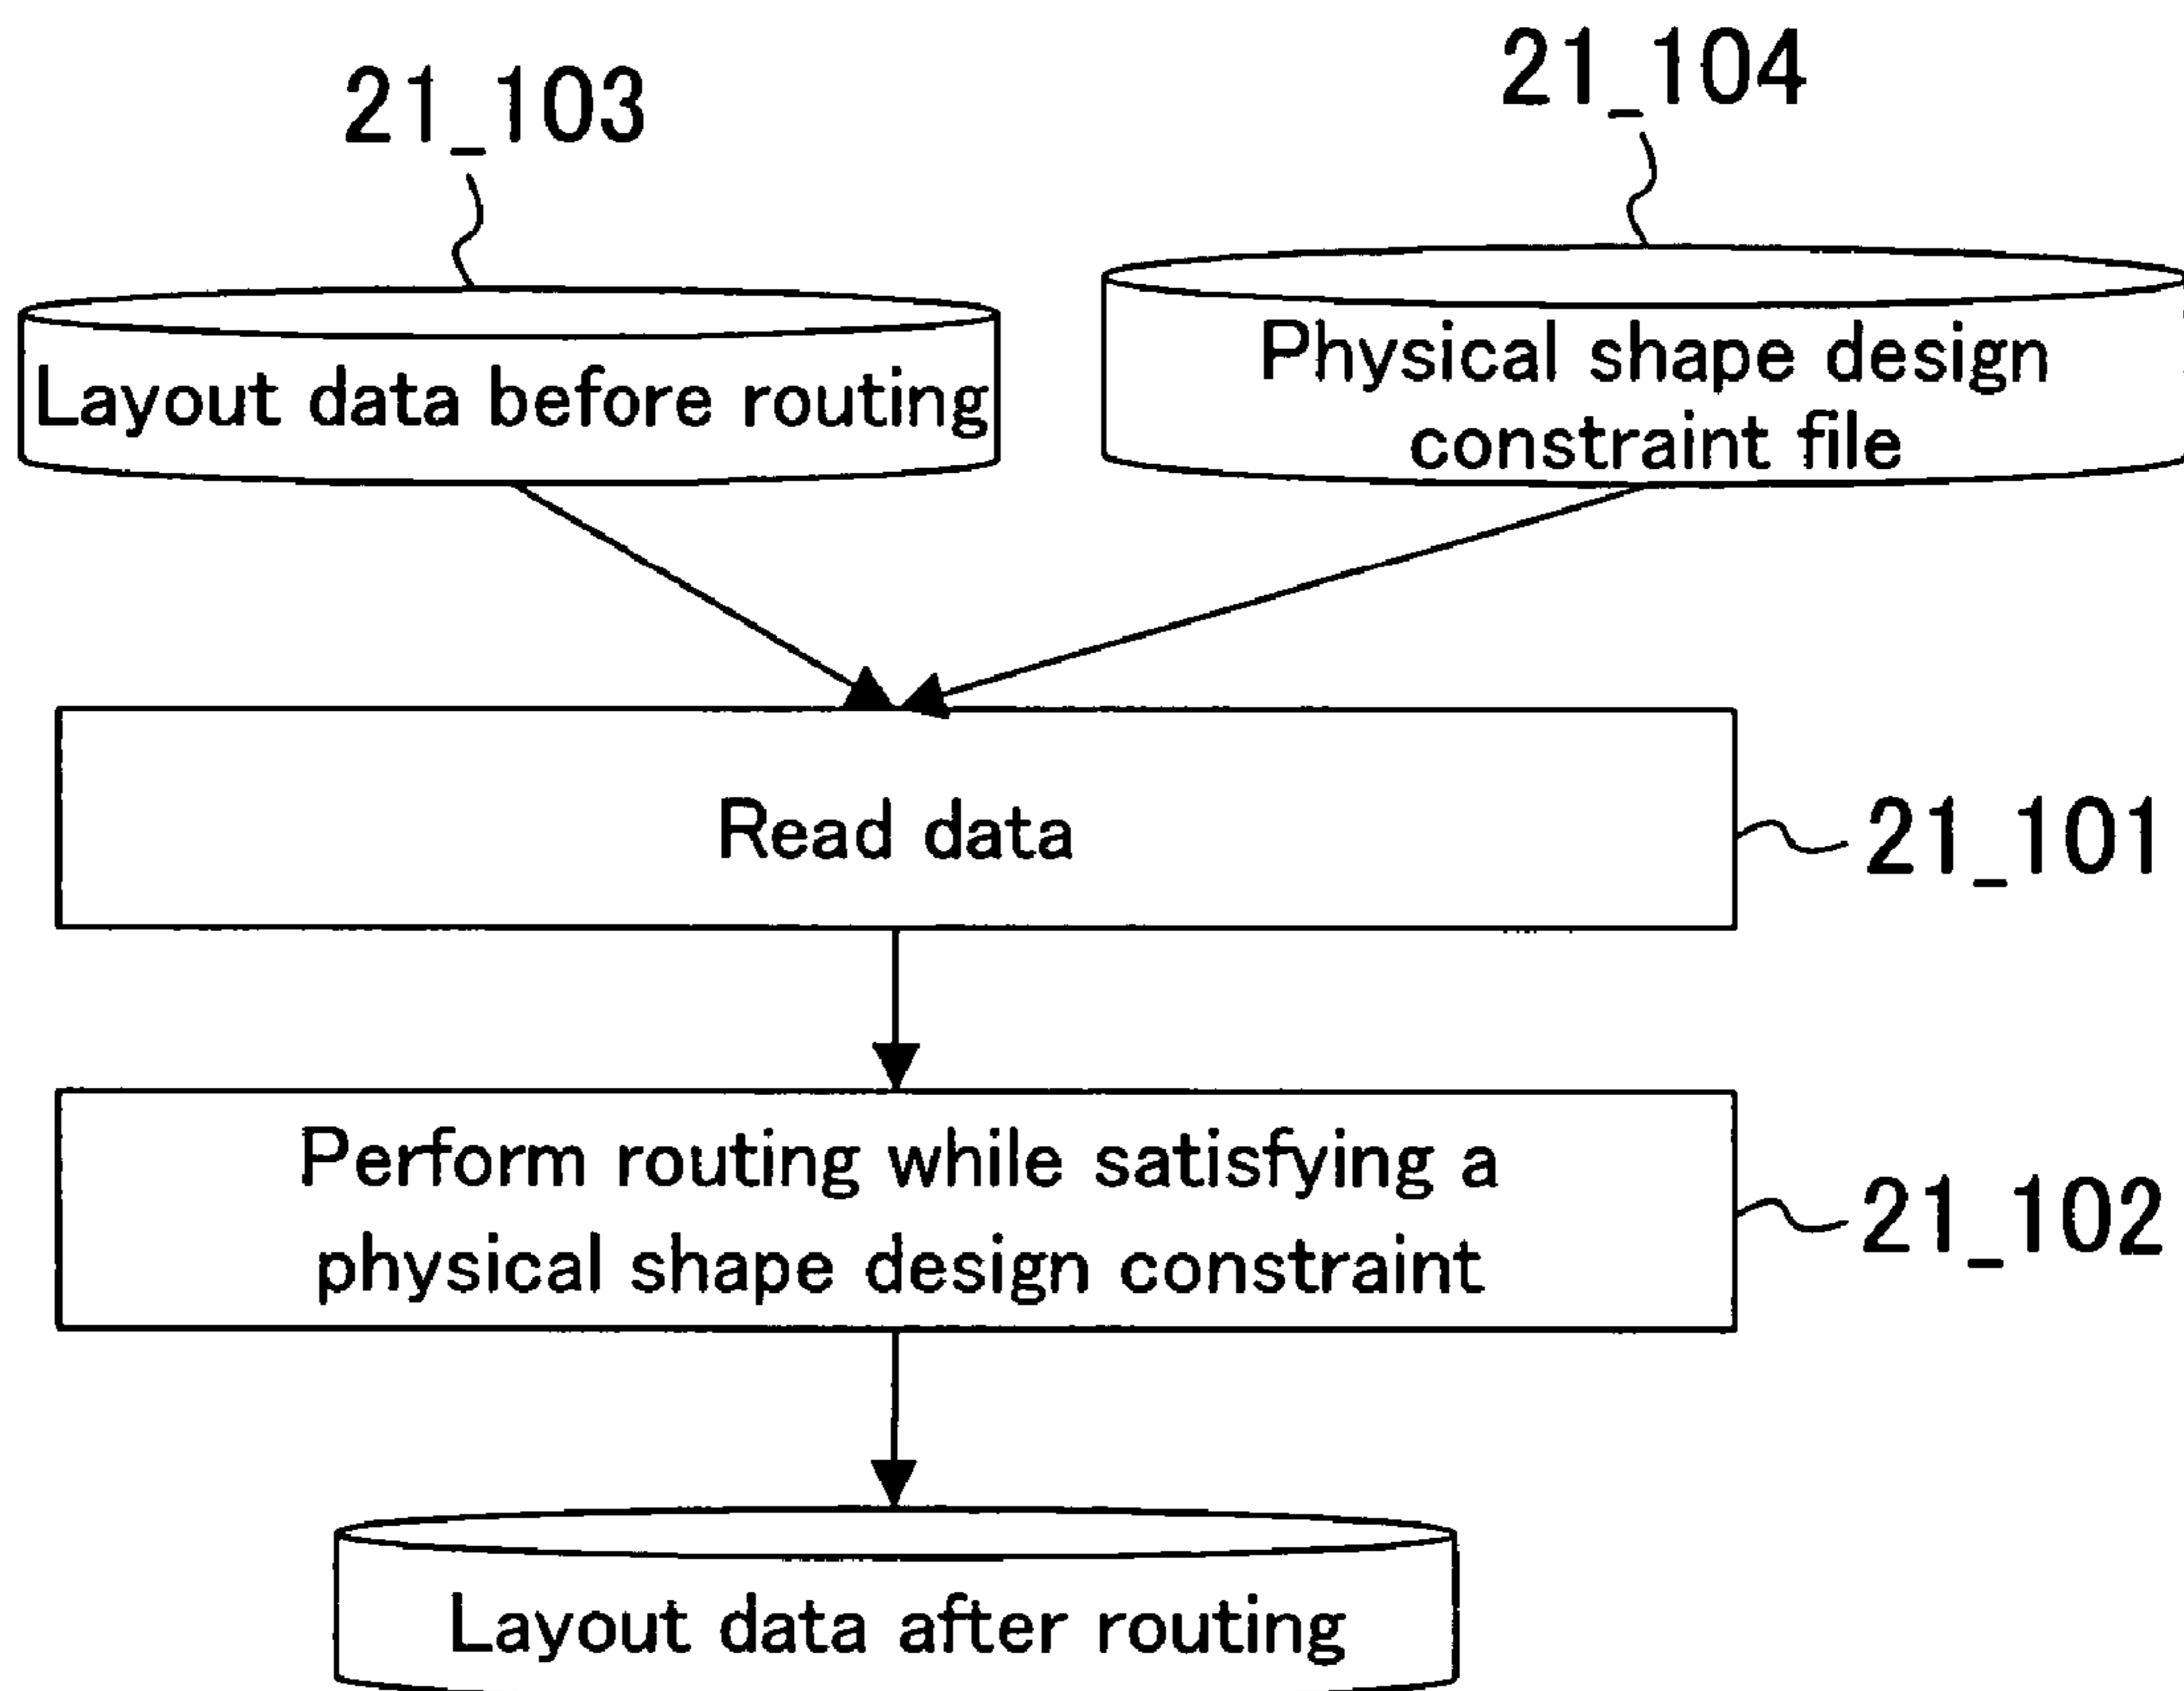 21_103
21_104
Layout data before routing
Physical shape design
constraint file
Read data
21_101
Perform routing while satisfying a
physical shape design constraint
21_102
Layout data after routing